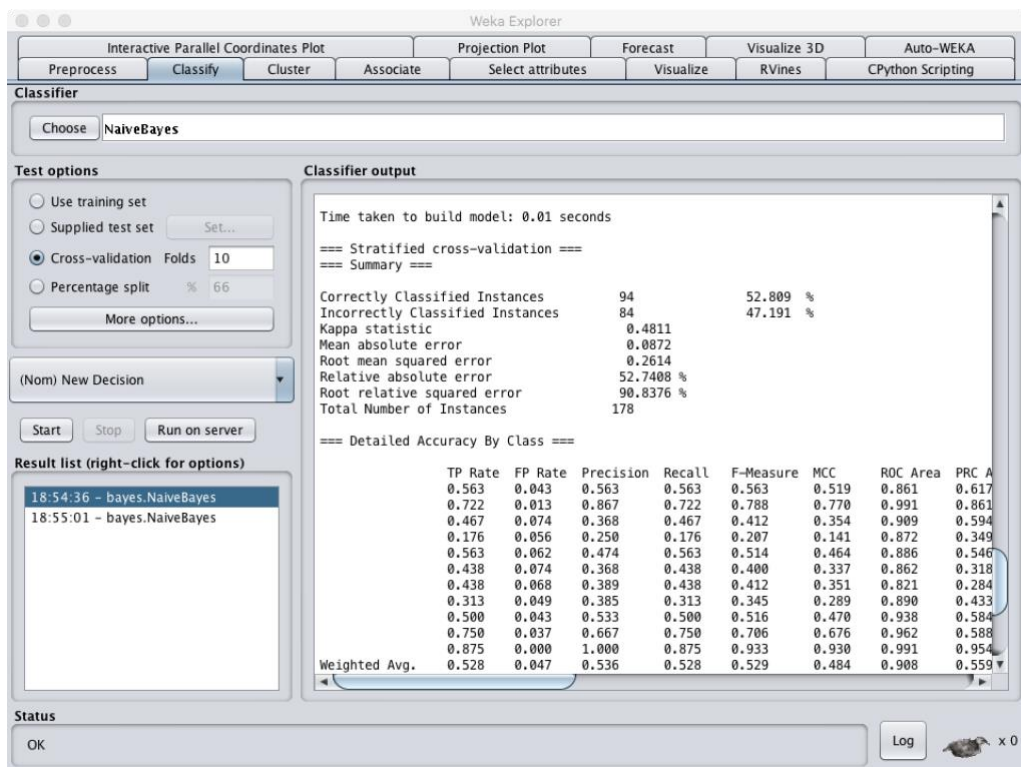 Weka Explorer
Interactive Parallel Coordinates Plot Projection Plot Forecast Visualize 3D Auto-WEKA
Preprocess Classify Cluster Associate Select attributes Visualize RVines CPython Scripting
Classifier
Choose NaiveBayes
Test options
Use training set
Supplied test set Set...
Cross-validation Folds 10
Percentage split % 66
More options...
(Nom) New Decision
Start Stop Run on server
Result list (right-click for options)
18:54:36 - bayes.NaiveBayes
18:55:01 - bayes.NaiveBayes
Classifier output
Time taken to build model: 0.01 seconds
=== Stratified cross-validation ===
=== Summary ===
Correctly Classified Instances 94 52.809 %
Incorrectly Classified Instances 84 47.191 %
Kappa statistic 0.4811
Mean absolute error 0.0872
Root mean squared error 0.2614
Relative absolute error 52.7408 %
Root relative squared error 90.8376 %
Total Number of Instances 178
=== Detailed Accuracy By Class ===
TP Rate FP Rate Precision Recall F-Measure MCC ROC Area PRC A
0.563 0.043 0.563 0.563 0.563 0.519 0.861 0.617
0.722 0.013 0.867 0.722 0.788 0.770 0.991 0.861
0.467 0.074 0.368 0.467 0.412 0.354 0.909 0.594
0.176 0.056 0.250 0.176 0.207 0.141 0.872 0.349
0.563 0.062 0.474 0.563 0.514 0.464 0.886 0.546
0.438 0.074 0.368 0.438 0.400 0.337 0.862 0.318
0.438 0.068 0.389 0.438 0.412 0.351 0.821 0.284
0.313 0.049 0.385 0.313 0.345 0.289 0.890 0.433
0.500 0.043 0.533 0.500 0.516 0.470 0.938 0.584
0.750 0.037 0.667 0.750 0.706 0.676 0.962 0.588
0.875 0.000 1.000 0.875 0.933 0.930 0.991 0.954
Weighted Avg. 0.528 0.047 0.536 0.528 0.529 0.484 0.908 0.559
Status
OK
Log
x 0